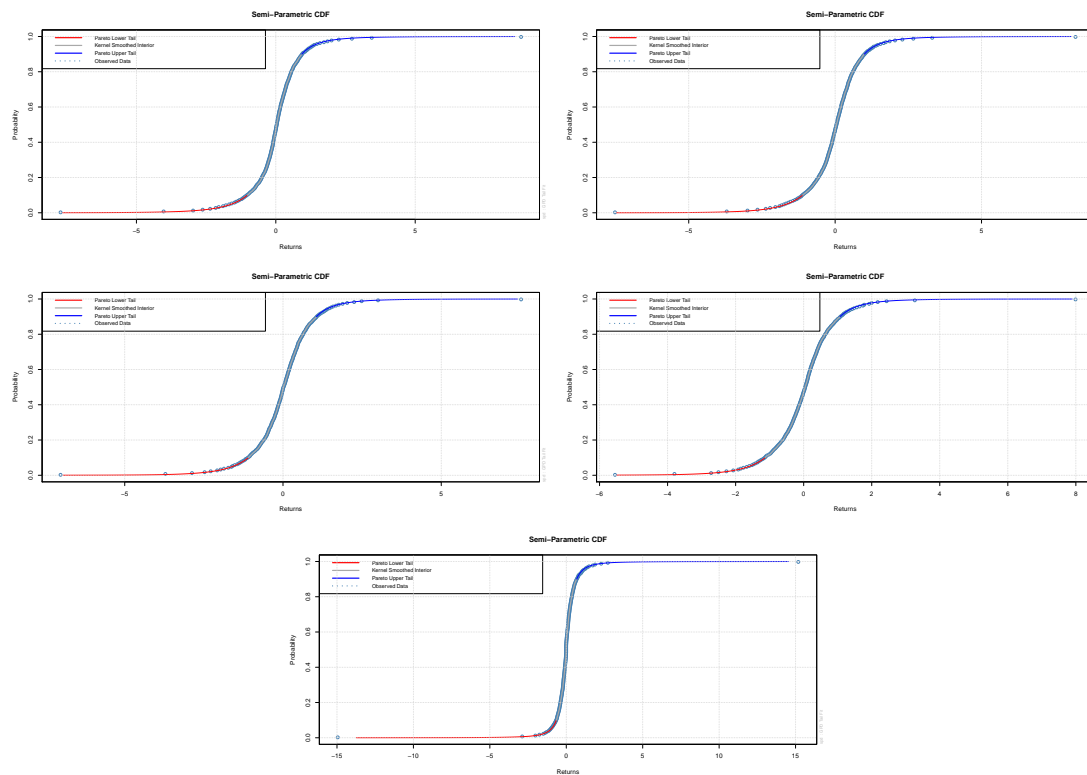 Semi−Parametric CDF
Pareto Lower Tail
Kernel Smoothed Interior
Pareto Upper Tail
Observed Data
Probability
0.0
0.2
0.4
0.6
0.8
1.0
−5
0
5
Returns
Semi−Parametric CDF
Pareto Lower Tail
Kernel Smoothed Interior
Pareto Upper Tail
Observed Data
Probability
0.0
0.2
0.4
0.6
0.8
1.0
−5
0
5
Returns
Semi−Parametric CDF
Pareto Lower Tail
Kernel Smoothed Interior
Pareto Upper Tail
Observed Data
Probability
0.0
0.2
0.4
0.6
0.8
1.0
−5
0
5
Returns
Semi−Parametric CDF
Pareto Lower Tail
Kernel Smoothed Interior
Pareto Upper Tail
Observed Data
Probability
0.0
0.2
0.4
0.6
0.8
1.0
−6
−4
−2
0
2
4
6
8
Returns
Semi−Parametric CDF
Pareto Lower Tail
Kernel Smoothed Interior
Pareto Upper Tail
Observed Data
Probability
0.0
0.2
0.4
0.6
0.8
1.0
−15
−10
−5
0
5
10
15
Returns